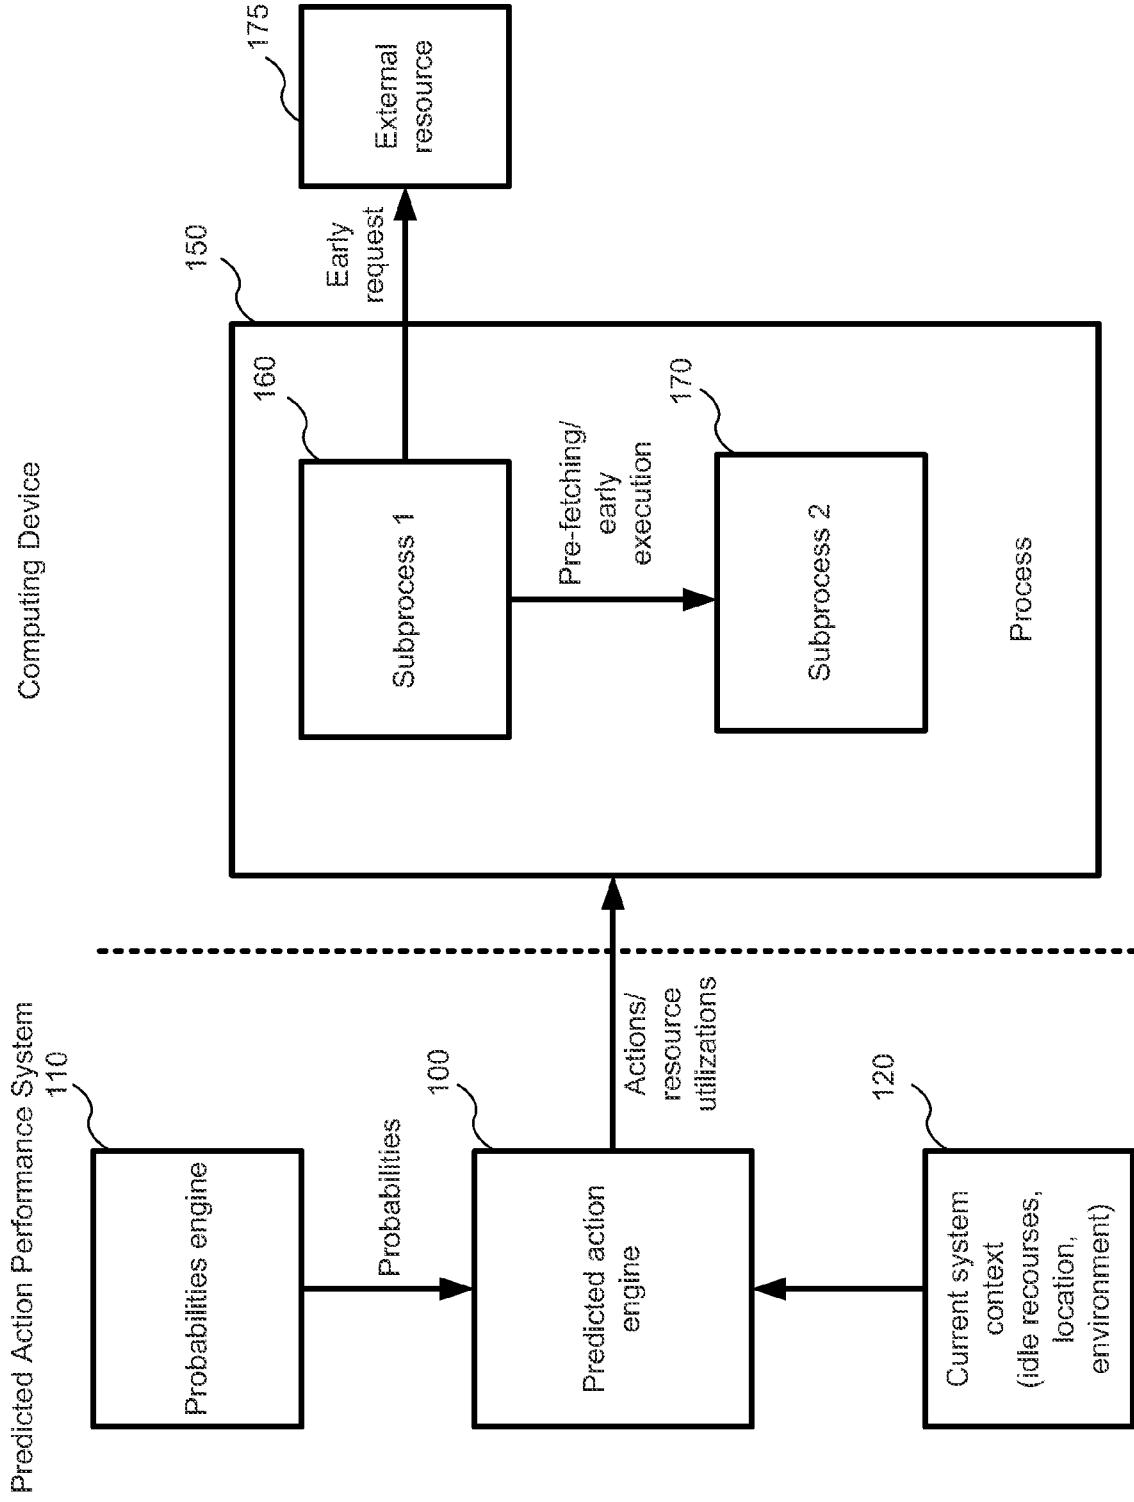 Predicted Action Performance System
Computing Device
110
Probabilities engine
Probabilities
100
Predicted action
engine
Actions/
resource
utilizations
120
Current system
context
(idle recourses,
location,
environment)
150
160
Subprocess 1
Early
request
175
External
resource
Pre-fetching/
early
execution
170
Subprocess 2
Process